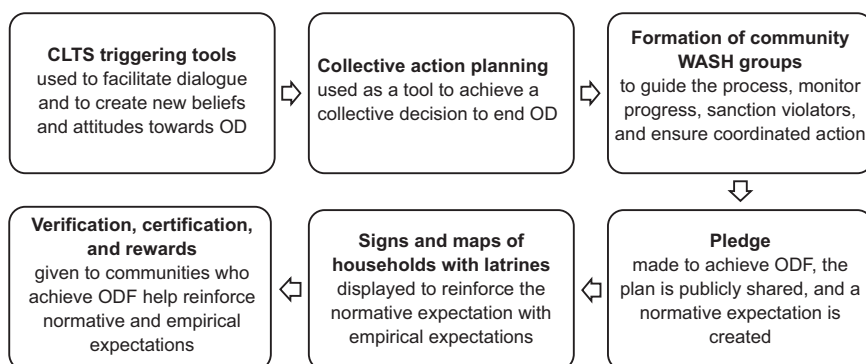 CLTS triggering tools
used to facilitate dialogue
and to create new beliefs
and attitudes towards OD
Collective action planning
used as a tool to achieve a
collective decision to end OD
Formation of community
WASH groups
to guide the process, monitor
progress, sanction violators,
and ensure coordinated action
Pledge
made to achieve ODF, the
plan is publicly shared, and a
normative expectation is
created
Signs and maps of
households with latrines
displayed to reinforce the
normative expectation with
empirical expectations
Verification, certification,
and rewards
given to communities who
achieve ODF help reinforce
normative and empirical
expectations